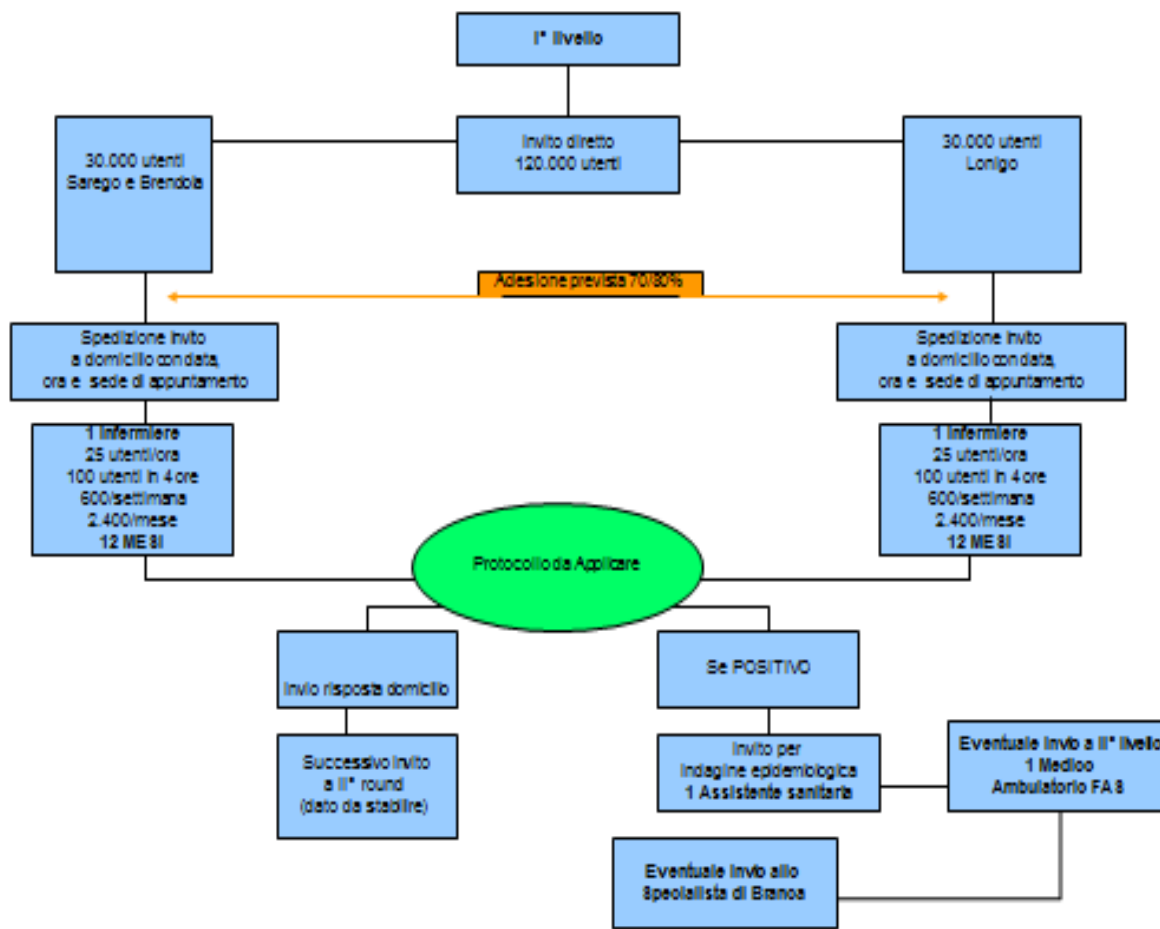 I° livello
Invito diretto
120.000 utenti
30.000 utenti
Sarego e Brendola
30.000 utenti
Lonigo
Adesione prevista 70/80%
Spedizione invito
a domicilio con data,
ora e sede di appuntamento
Spedizione invito
a domicilio con data,
ora e sede di appuntamento
1 Infermiere
25 utenti/ora
100 utenti in 4 ore
600/settimana
2.400/mese
12 MESI
1 Infermiere
25 utenti/ora
100 utenti in 4 ore
600/settimana
2.400/mese
12 MESI
Protocollo da Applicare
Invio risposta domicilio
Se POSITIVO
Successivo invito
a II° round
(dato da stabilire)
Invito per
indagine epidemiologica
1 Assistente sanitaria
Eventuale invio a II° livello
1 Medico
Ambulatorio FAS
Eventuale invio allo
Specialista di Branca